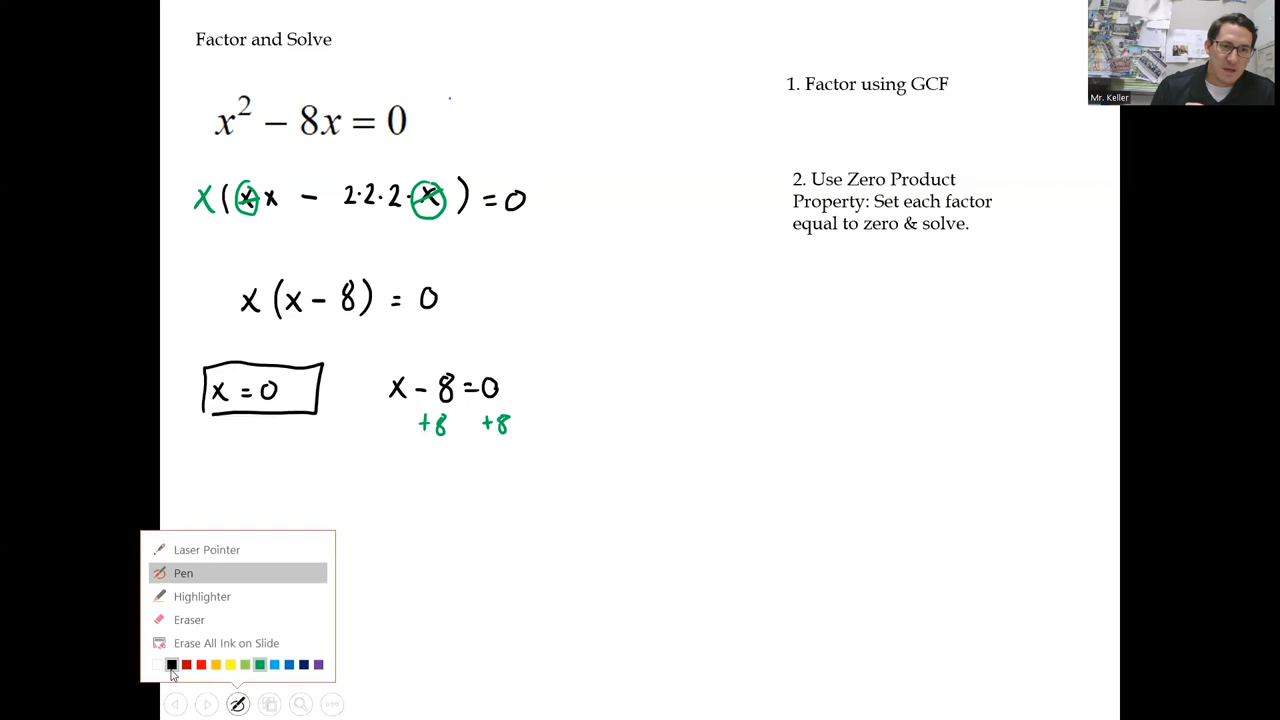 Factor and Solve
x² − 8x = 0
x ( x x − 2·2·2·x ) = 0
x (x − 8) = 0
x = 0
x − 8 = 0
+8 +8
1. Factor using GCF
2. Use Zero Product
Property: Set each factor
equal to zero & solve.
Mr. Keller
Laser Pointer
Pen
Highlighter
Eraser
Erase All Ink on Slide